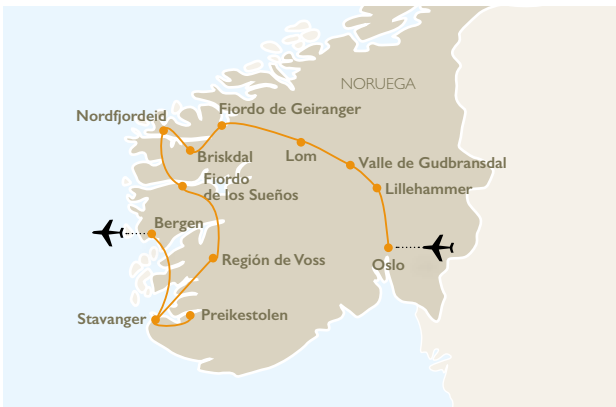 NORUEGA
Fiordo de Geiranger
Nordfjordeid
Briskdal
Lom
Valle de Gudbransdal
Fiordo
de los Sueños
Lillehammer
Bergen
Región de Voss
Oslo
Stavanger
Preikestolen